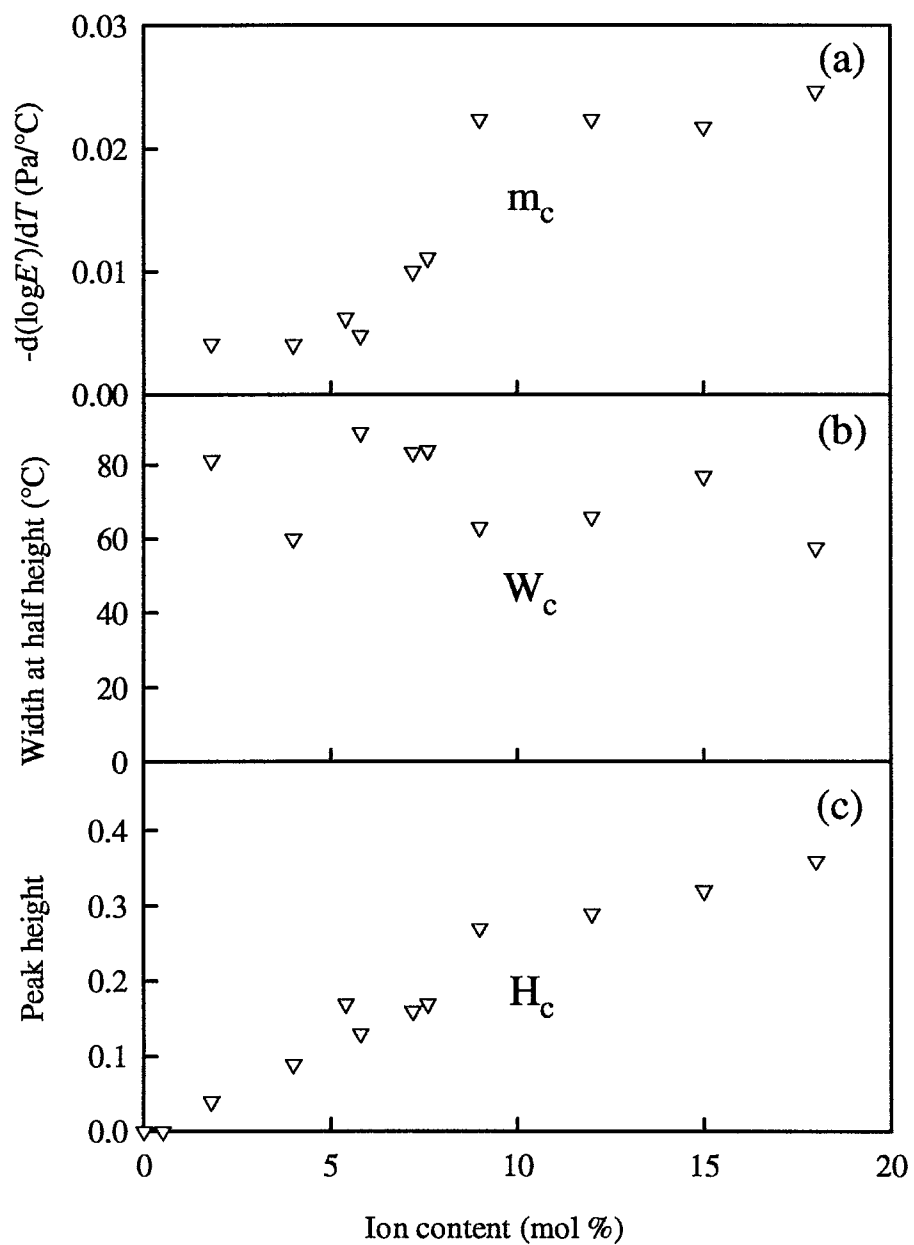 0.03
(a)
0.02
m_c
0.01
0.00
-d(logE')/dT (Pa/°C)
(b)
80
60
W_c
40
20
0
Width at half height (°C)
(c)
0.4
0.3
0.2
H_c
0.1
0.0
Peak height
0 5 10 15 20
Ion content (mol %)